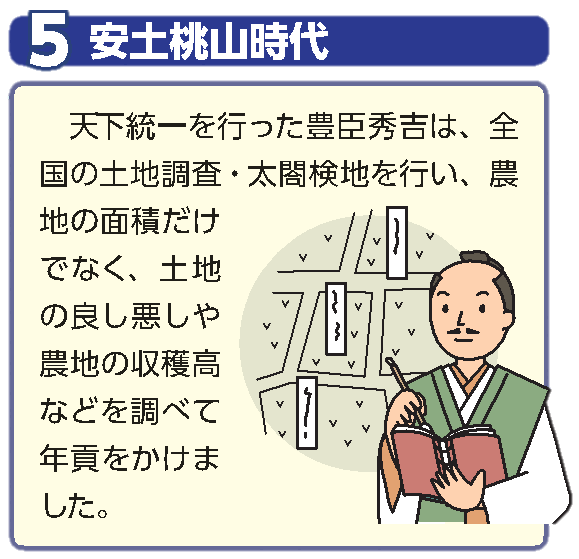 5 安土桃山時代
天下統一を行った豊臣秀吉は、全
国の土地調査・太閤検地を行い、農
地の面積だけ
でなく、土地
の良し悪しや
農地の収穫高
などを調べて
年貢をかけま
した。